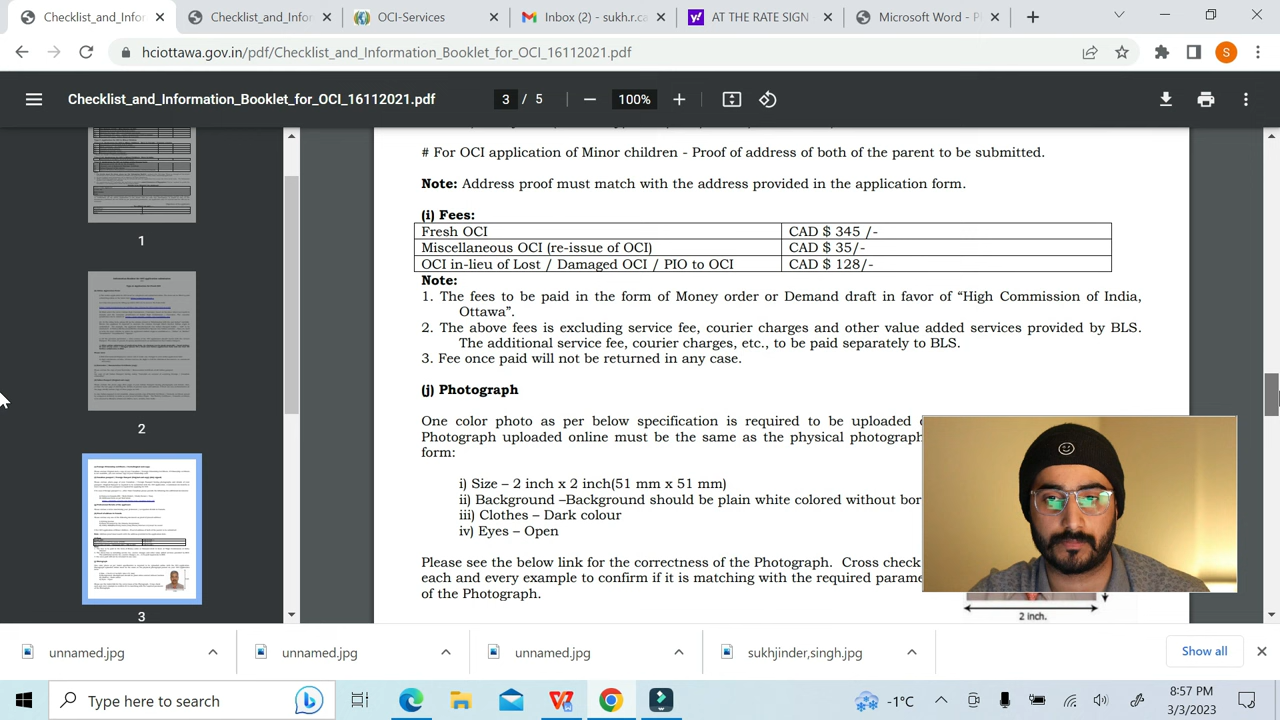 Checklist_and_Infor
Checklist_and_Infor
OCI-Services
Inbox (2) - sukh.r.ca
AT THE RATE SIGN
Microsoft Word - P
hciottawa.gov.in/pdf/Checklist_and_Information_Booklet_for_OCI_16112021.pdf
S
Checklist_and_Information_Booklet_for_OCI_16112021.pdf
3 / 5
100%
1
2
3
# For OCI application of Minor children - Proof of address of both of the parent to be submitted.
Note: Address proof must match with the address provided in the application form.
(i) Fees:
Fresh OCI CAD $ 345 /-
Miscellaneous OCI (re-issue of OCI) CAD $ 35/-
OCI in-lieu of Lost / Damaged OCI / PIO to OCI CAD $ 128/-
Note:
1. The fee to be paid in the form of Money Order or Demand Draft in favor of “High Commission of India,
Ottawa”.
2. The above fee is excluding service fee, courier charges and other value added services provided by BLS.
The additional service, courier charges, etc., to be paid separately to BLS.
3. Fee once paid cannot be returned in any case.
(j) Photograph
One color photo as per below specification is required to be uploaded
Photograph uploaded online must be the same as the physical photograph
form:
i) Size – 2 inch x 2 inch(51 mm x 51 mm)
Background – Background should be plain white
without bor
iii) Clothes – Dark colour
iv) Eyes – Open
Please see the specimen for the correctness of the Photograph. Cross check
each and every point to confirm if it is matching with the required parame
of the Photograph.
2 inch.
unnamed.jpg
unnamed.jpg
unnamed.jpg
sukhjinder,singh.jpg
Show all
Type here to search
-1°C
8:57 PM
3/3/2023